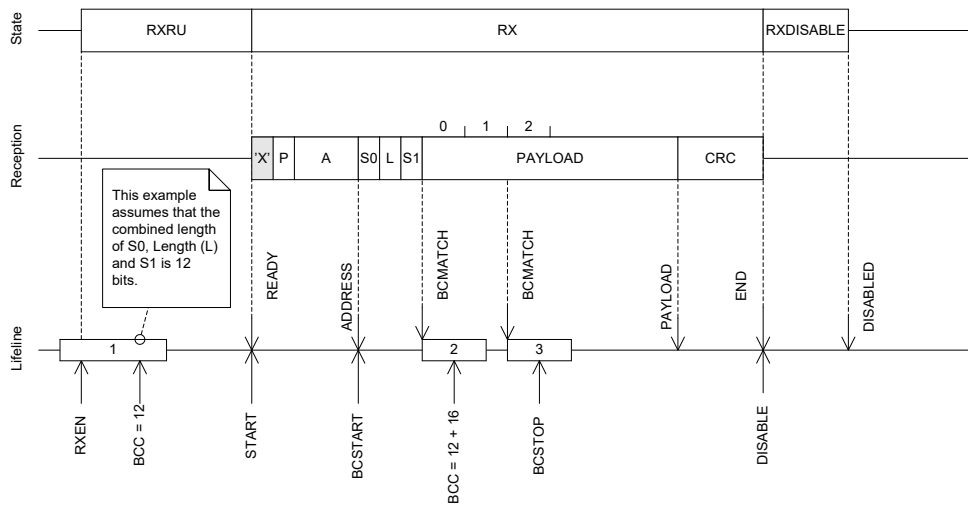 State
RXRU
RX
RXDISABLE
Reception
0
1
2
'X'
P
A
S0
L
S1
PAYLOAD
CRC
This example
assumes that the
combined length
of S0, Length (L)
and S1 is 12
bits.
READY
ADDRESS
BCMATCH
BCMATCH
PAYLOAD
END
DISABLED
Lifeline
1
2
3
RXEN
BCC = 12
START
BCSTART
BCC = 12 + 16
BCSTOP
DISABLE